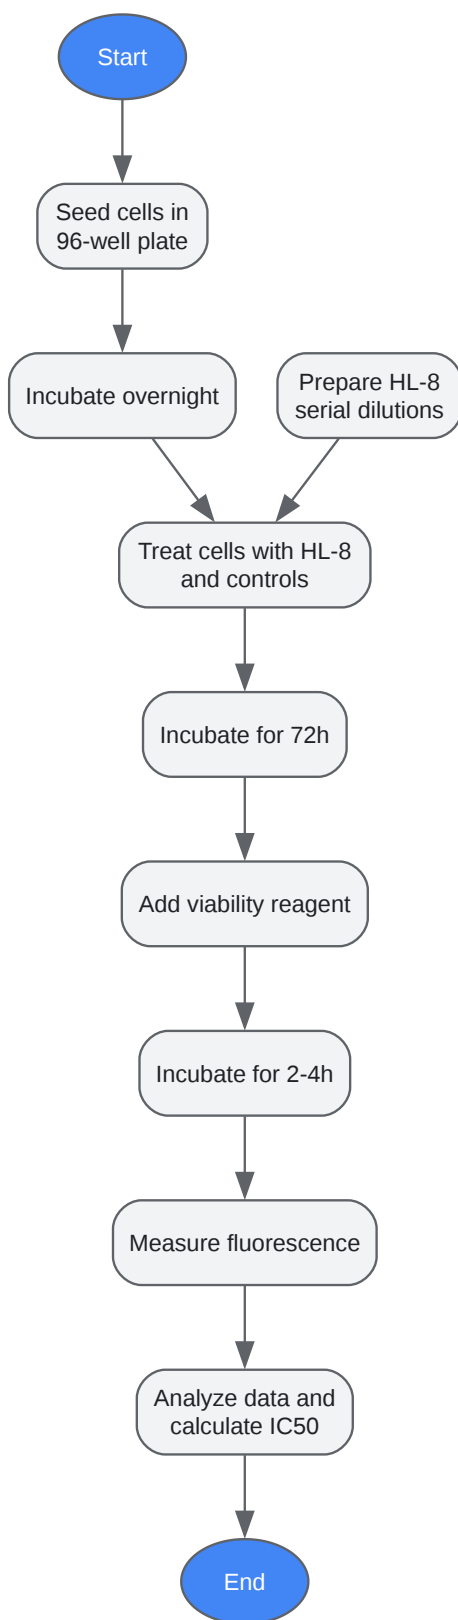 Start
Seed cells in
96-well plate
Incubate overnight
Prepare HL-8
serial dilutions
Treat cells with HL-8
and controls
Incubate for 72h
Add viability reagent
Incubate for 2-4h
Measure fluorescence
Analyze data and
calculate IC50
End